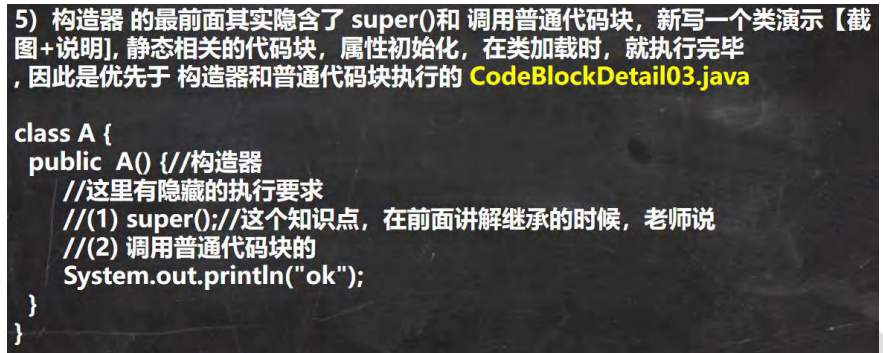 5）构造器 的最前面其实隐含了 super()和 调用普通代码块，新写一个类演示【截
图+说明], 静态相关的代码块，属性初始化，在类加载时，就执行完毕
, 因此是优先于 构造器和普通代码块执行的 CodeBlockDetail03.java
class A {
public A() {//构造器
//这里有隐藏的执行要求
//(1) super();//这个知识点，在前面讲解继承的时候，老师说
//(2) 调用普通代码块的
System.out.println("ok");
}
}